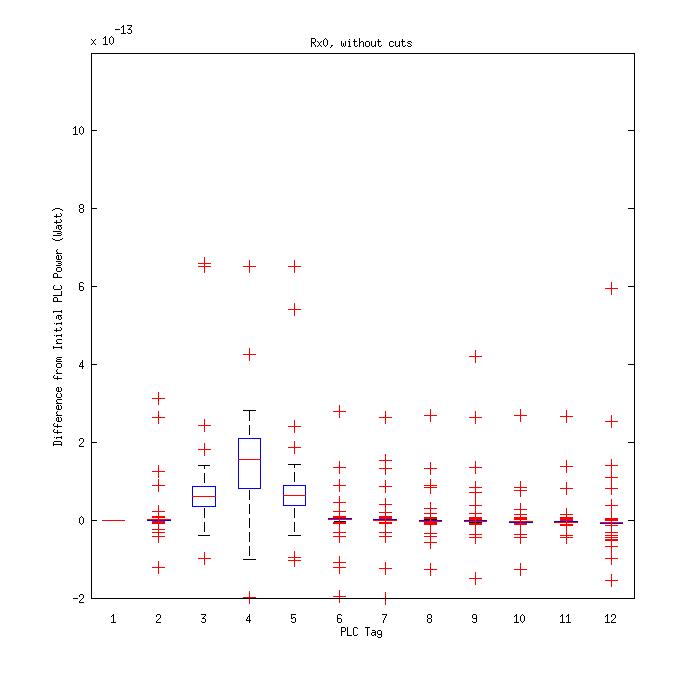 x 10-13
Rx0, without cuts
Difference from Initial PLC Power (Watt)
10
8
6
4
2
0
-2
1 2 3 4 5 6 7 8 9 10 11 12
PLC Tag